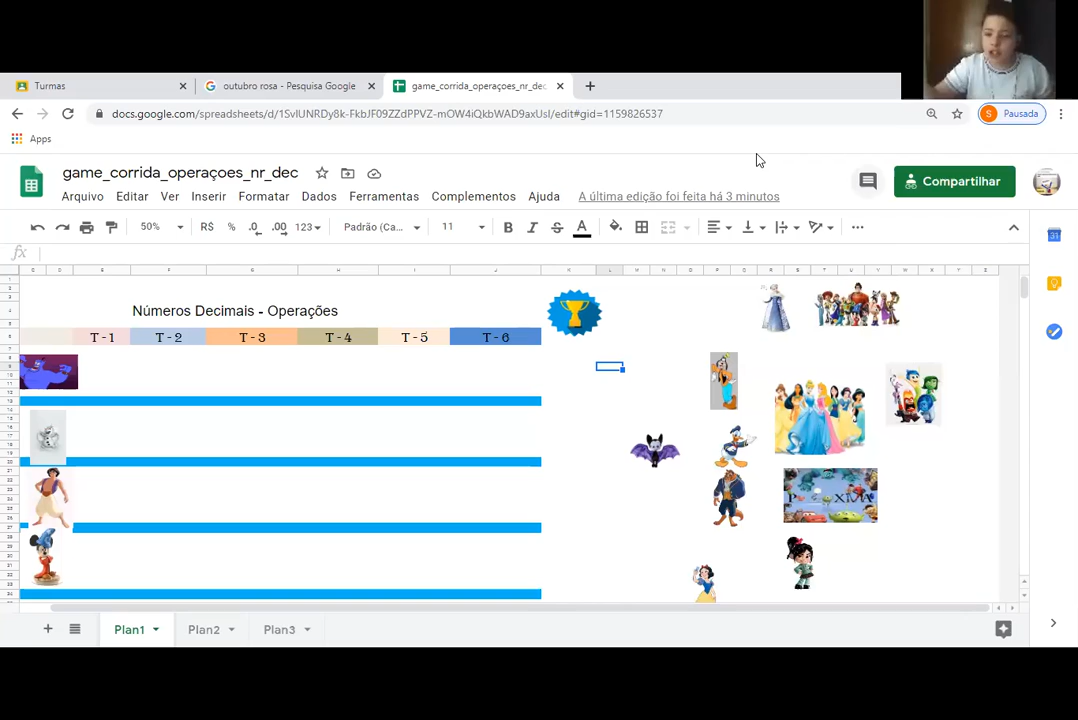 Turmas
outubro rosa - Pesquisa Google
game_corrida_operaçoes_nr_dec
docs.google.com/spreadsheets/d/1SvlUNRDy8k-FkbJF09ZZdPPVZ-mOW4iQkbWAD9axUsI/edit#gid=1159826537
S Pausada
Apps
game_corrida_operaçoes_nr_dec
Arquivo Editar Ver Inserir Formatar Dados Ferramentas Complementos Ajuda
A última edição foi feita há 3 minutos
Compartilhar
50% R$ % .0 .00 123 Padrão (Ca... 11 B I S A
fx
Números Decimais - Operações
T - 1 T - 2 T - 3 T - 4 T - 5 T - 6
Plan1 Plan2 Plan3
31